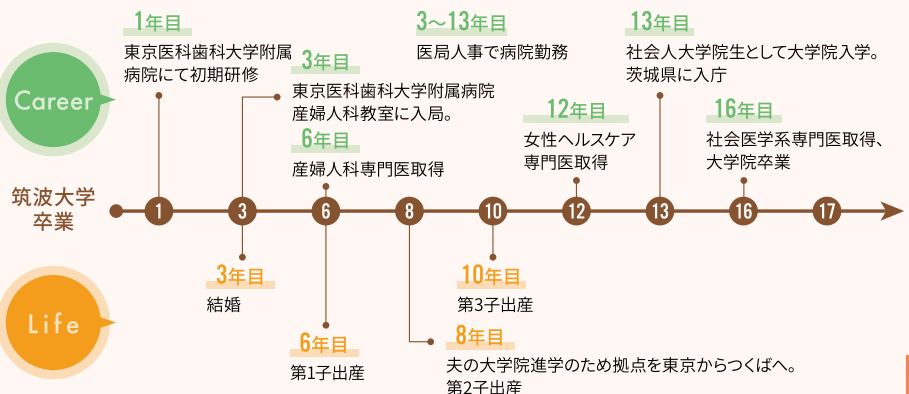 Career
1年目
東京医科歯科大学附属
病院にて初期研修
3年目
東京医科歯科大学附属病院
産婦人科教室に入局。
6年目
産婦人科専門医取得
3〜13年目
医局人事で病院勤務
12年目
女性ヘルスケア
専門医取得
13年目
社会人大学院生として大学院入学。
茨城県に入庁
16年目
社会医学系専門医取得、
大学院卒業
筑波大学
卒業
1 3 6 8 10 12 13 16 17
Life
3年目
結婚
6年目
第1子出産
8年目
夫の大学院進学のため拠点を東京からつくばへ。
第2子出産
10年目
第3子出産